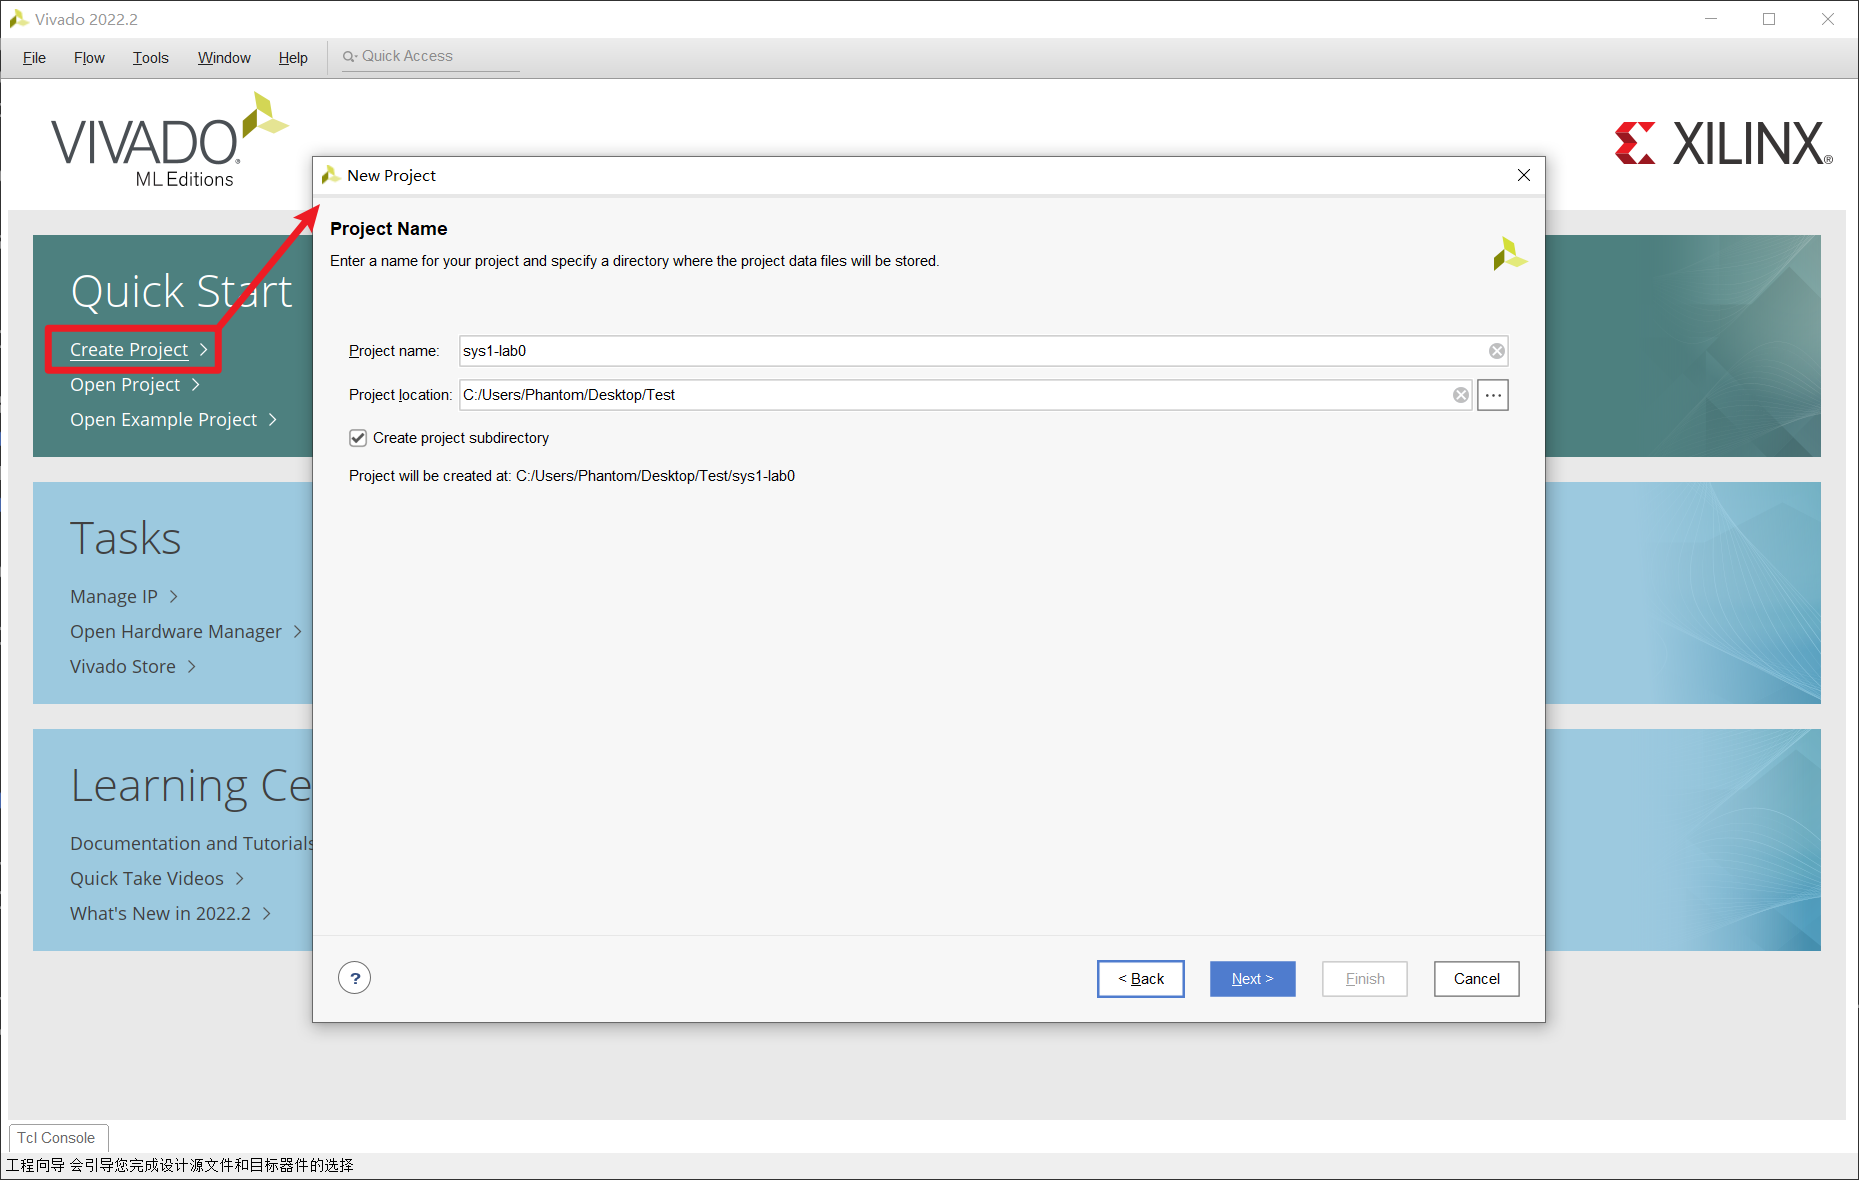 Vivado 2022.2
File Flow Tools Window Help Quick Access
VIVADO
ML Editions
XILINX®
Quick Start
Create Project
Open Project
Open Example Project
Tasks
Manage IP
Open Hardware Manager
Vivado Store
Learning Ce
Documentation and Tutorials
Quick Take Videos
What's New in 2022.2
New Project
Project Name
Enter a name for your project and specify a directory where the project data files will be stored.
Project name: sys1-lab0
Project location: C:/Users/Phantom/Desktop/Test ...
Create project subdirectory
Project will be created at: C:/Users/Phantom/Desktop/Test/sys1-lab0
? < Back Next > Finish Cancel
Tcl Console
工程向导 会引导您完成设计源文件和目标器件的选择